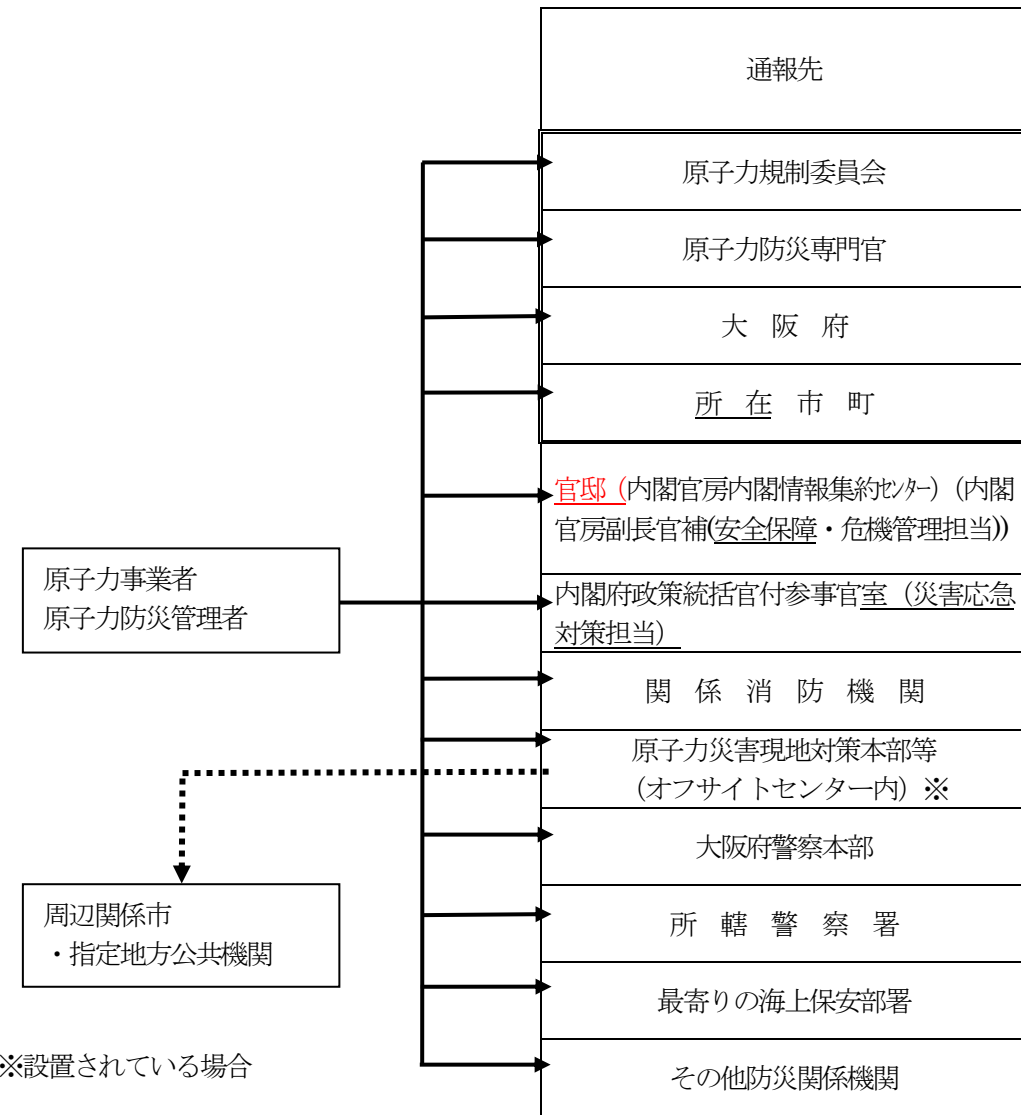 通報先
原子力規制委員会
原子力防災専門官
大　阪　府
所　在　市　町
官邸（内閣官房内閣情報集約ｾﾝﾀｰ）（内閣
官房副長官補(安全保障・危機管理担当))
内閣府政策統括官付参事官室（災害応急
対策担当）
関　係　消　防　機　関
原子力災害現地対策本部等
（オフサイトセンター内）※
大阪府警察本部
所　轄　警　察　署
最寄りの海上保安部署
その他防災関係機関
原子力事業者
原子力防災管理者
周辺関係市
・指定地方公共機関
※設置されている場合